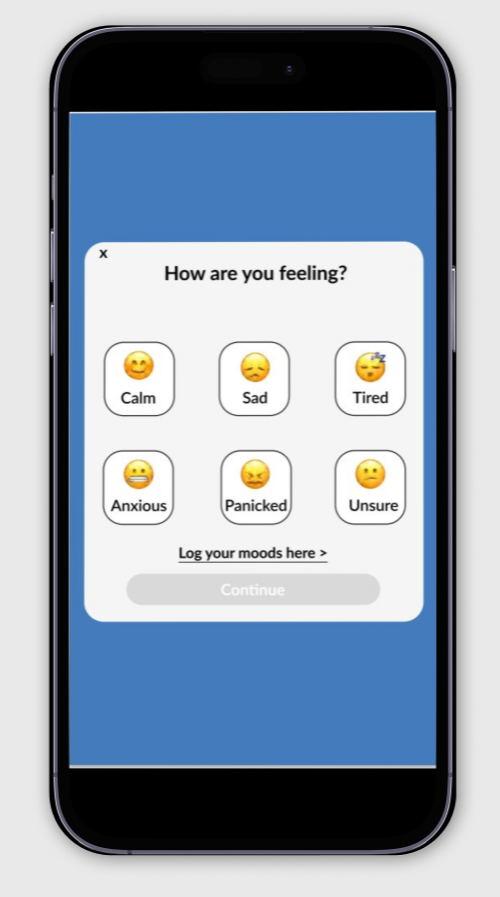 x
How are you feeling?
Calm
Sad
Tired
Anxious
Panicked
Unsure
Log your moods here >
Continue